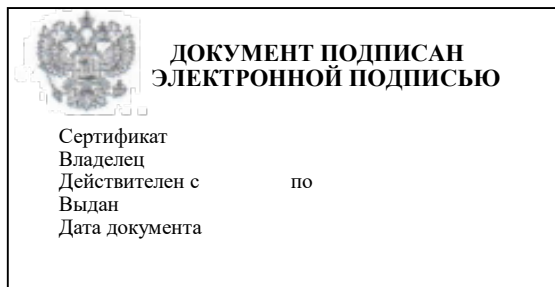 ДОКУМЕНТ ПОДПИСАН
ЭЛЕКТРОННОЙ ПОДПИСЬЮ
Сертификат
Владелец
Действителен с по
Выдан
Дата документа